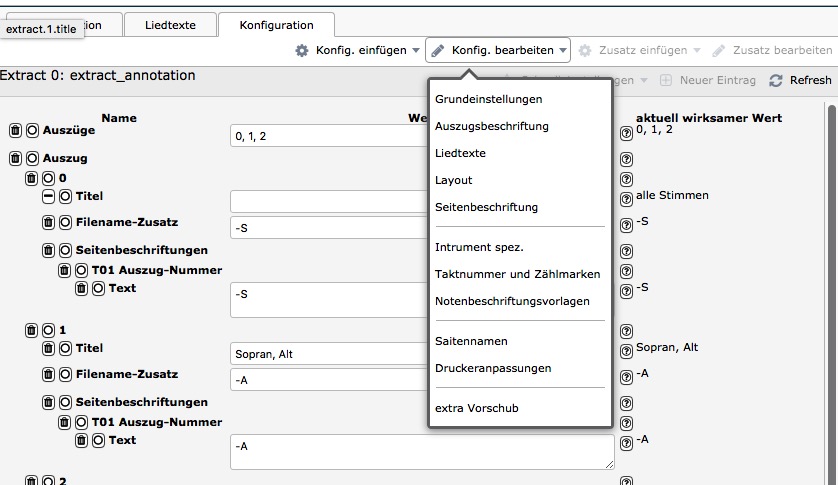 extract.1.title
ion
Liedtexte
Konfiguration
Konfig. einfügen
Konfig. bearbeiten
Zusatz einfügen
Zusatz bearbeiten
Extract 0: extract_annotation
Neuer Eintrag
Refresh
Grundeinstellungen
Auszugsbeschriftung
Liedtexte
Layout
Seitenbeschriftung
Intrument spez.
Taktnummer und Zählmarken
Notenbeschriftungsvorlagen
Saitennamen
Druckeranpassungen
extra Vorschub
Name
We
aktuell wirksamer Wert
Auszüge
0, 1, 2
0, 1, 2
Auszug
0
Titel
alle Stimmen
Filename-Zusatz
-S
-S
Seitenbeschriftungen
T01 Auszug-Nummer
Text
-S
-S
1
Titel
Sopran, Alt
Sopran, Alt
Filename-Zusatz
-A
-A
Seitenbeschriftungen
T01 Auszug-Nummer
Text
-A
-A
2